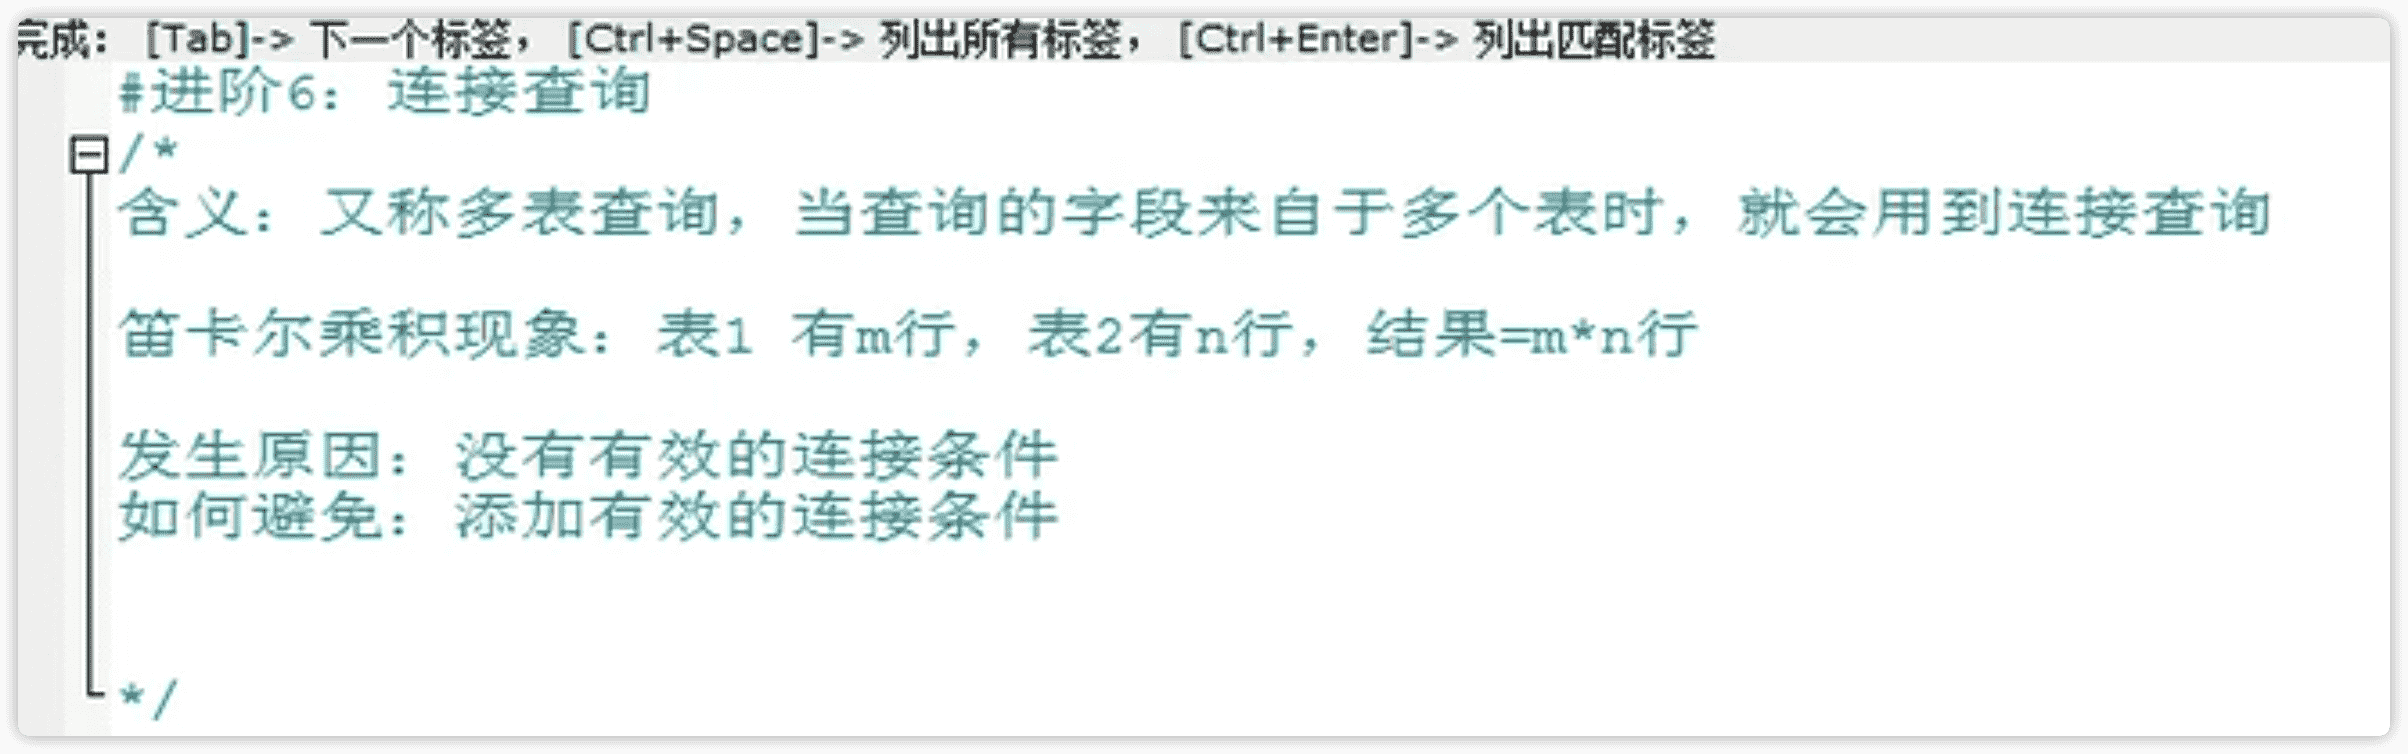 完成： [Tab]-> 下一个标签， [Ctrl+Space]-> 列出所有标签， [Ctrl+Enter]-> 列出匹配标签
#进阶6：连接查询
/*
含义：又称多表查询，当查询的字段来自于多个表时，就会用到连接查询
笛卡尔乘积现象：表1 有m行，表2有n行，结果=m*n行
发生原因：没有有效的连接条件
如何避免：添加有效的连接条件
*/